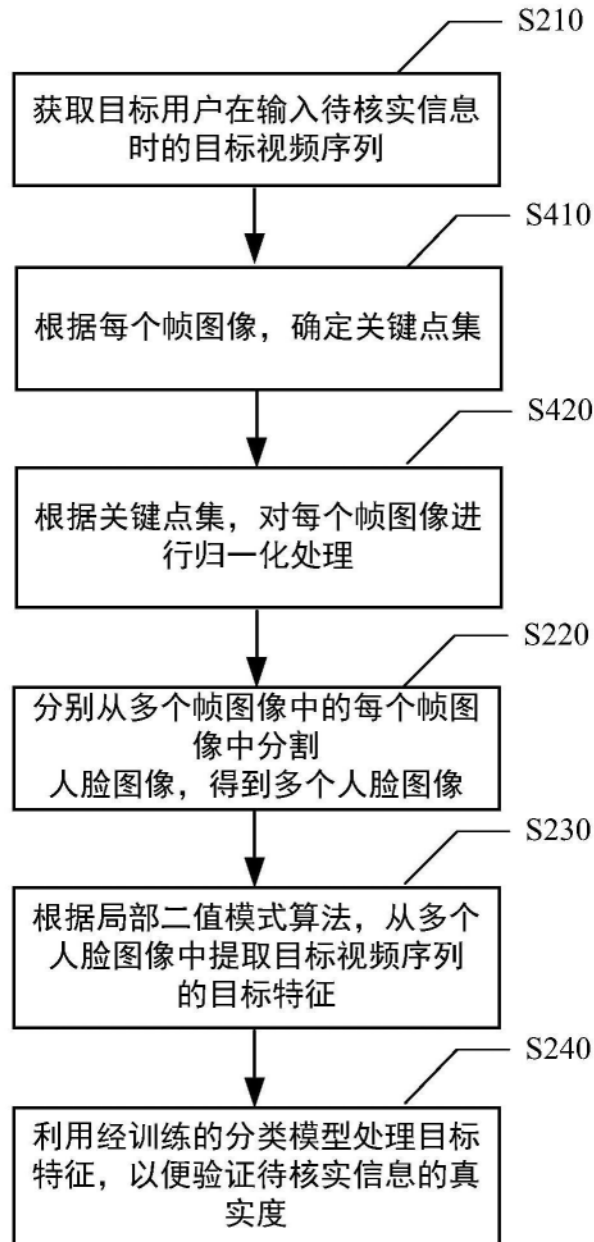 S210
获取目标用户在输入待核实信息
时的目标视频序列
S410
根据每个帧图像，确定关键点集
S420
根据关键点集，对每个帧图像进
行归一化处理
S220
分别从多个帧图像中的每个帧图
像中分割
人脸图像，得到多个人脸图像
S230
根据局部二值模式算法，从多个
人脸图像中提取目标视频序列
的目标特征
S240
利用经训练的分类模型处理目标
特征，以便验证待核实信息的真
实度